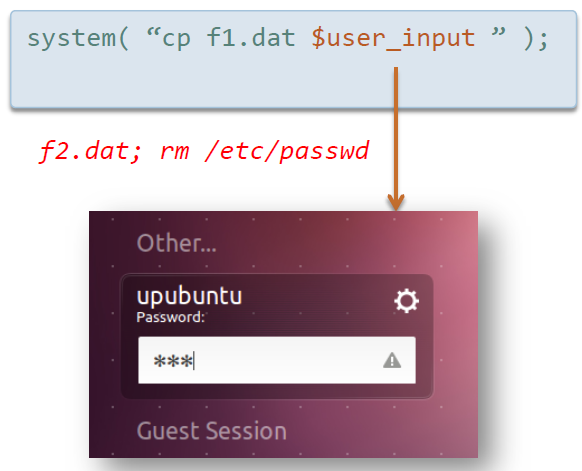 system( “cp f1.dat $user_input ” );
f2.dat; rm /etc/passwd
Other...
upubuntu
Password:
***
Guest Session